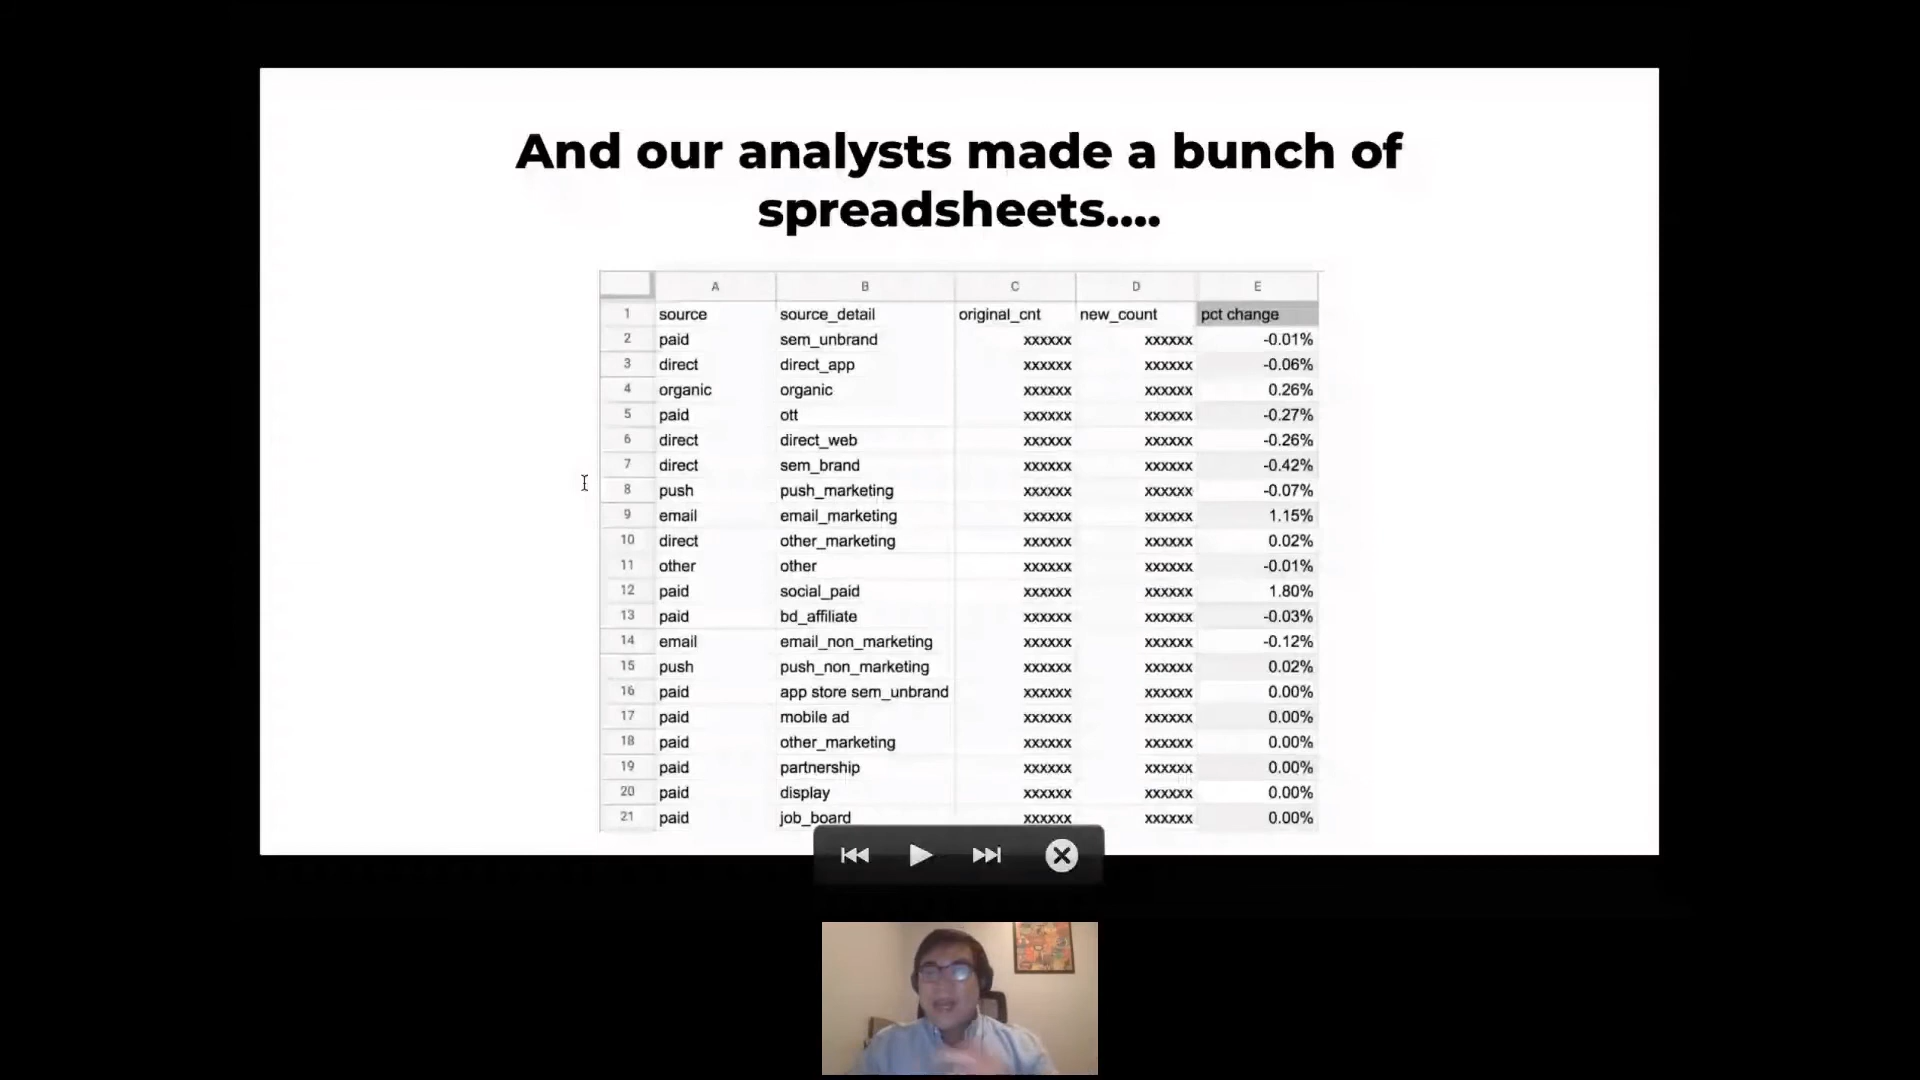 And our analysts made a bunch of
spreadsheets....
A B C D E
1 source source_detail original_cnt new_count pct change
2 paid sem_unbrand xxxxxx xxxxxx -0.01%
3 direct direct_app xxxxxx xxxxxx -0.06%
4 organic organic xxxxxx xxxxxx 0.26%
5 paid ott xxxxxx xxxxxx -0.27%
6 direct direct_web xxxxxx xxxxxx -0.26%
7 direct sem_brand xxxxxx xxxxxx -0.42%
8 push push_marketing xxxxxx xxxxxx -0.07%
9 email email_marketing xxxxxx xxxxxx 1.15%
10 direct other_marketing xxxxxx xxxxxx 0.02%
11 other other xxxxxx xxxxxx -0.01%
12 paid social_paid xxxxxx xxxxxx 1.80%
13 paid bd_affiliate xxxxxx xxxxxx -0.03%
14 email email_non_marketing xxxxxx xxxxxx -0.12%
15 push push_non_marketing xxxxxx xxxxxx 0.02%
16 paid app store sem_unbrand xxxxxx xxxxxx 0.00%
17 paid mobile ad xxxxxx xxxxxx 0.00%
18 paid other_marketing xxxxxx xxxxxx 0.00%
19 paid partnership xxxxxx xxxxxx 0.00%
20 paid display xxxxxx xxxxxx 0.00%
21 paid job_board xxxxxx xxxxxx 0.00%